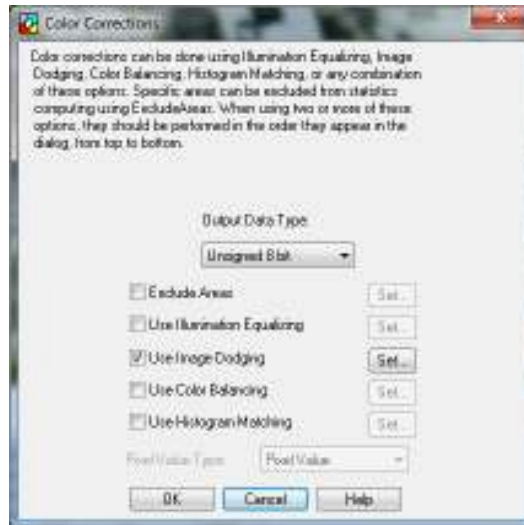 Color Corrections
Color corrections can be done using Illumination Equalizing, Image
Dodging, Color Balancing, Histogram Matching, or any combination
of these options. Specific areas can be excluded from statistics
computing using ExcludeAreas. When using two or more of these
options, they should be performed in the order they appear in the
dialog, from top to bottom.
Output Data Type:
Unsigned 8 bit
Exclude Areas Set...
Use Illumination Equalizing Set...
Use Image Dodging Set...
Use Color Balancing Set...
Use Histogram Matching Set...
Pixel Value Type: Pixel Value
OK Cancel Help